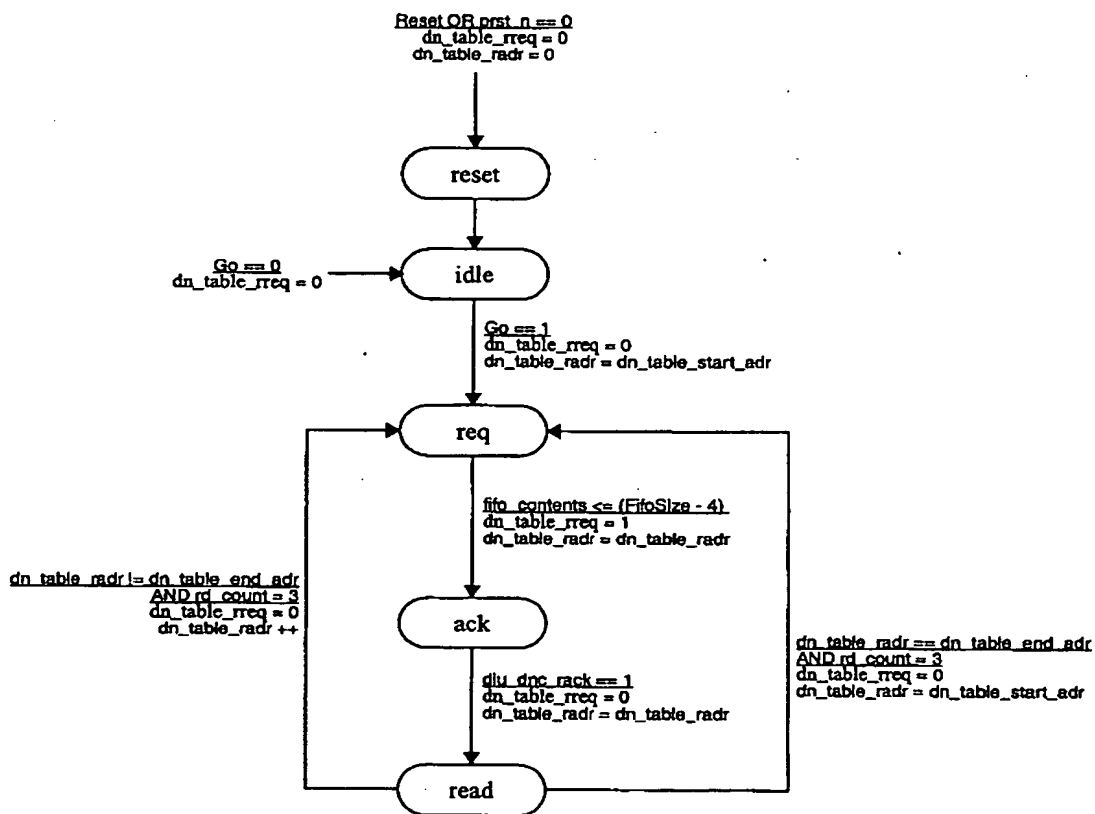 Reset OR prst_n == 0
dn_table_rreq = 0
dn_table_radr = 0
reset
Go == 0
dn_table_rreq = 0
idle
Go == 1
dn_table_rreq = 0
dn_table_radr = dn_table_start_adr
req
fifo_contents <= (FifoSize - 4)
dn_table_rreq = 1
dn_table_radr = dn_table_radr
dn_table_radr != dn_table_end_adr
AND rd_count = 3
dn_table_rreq = 0
dn_table_radr ++
ack
dn_table_radr == dn_table_end_adr
AND rd_count = 3
dn_table_rreq = 0
dn_table_radr = dn_table_start_adr
diu_dnc_rack == 1
dn_table_rreq = 0
dn_table_radr = dn_table_radr
read